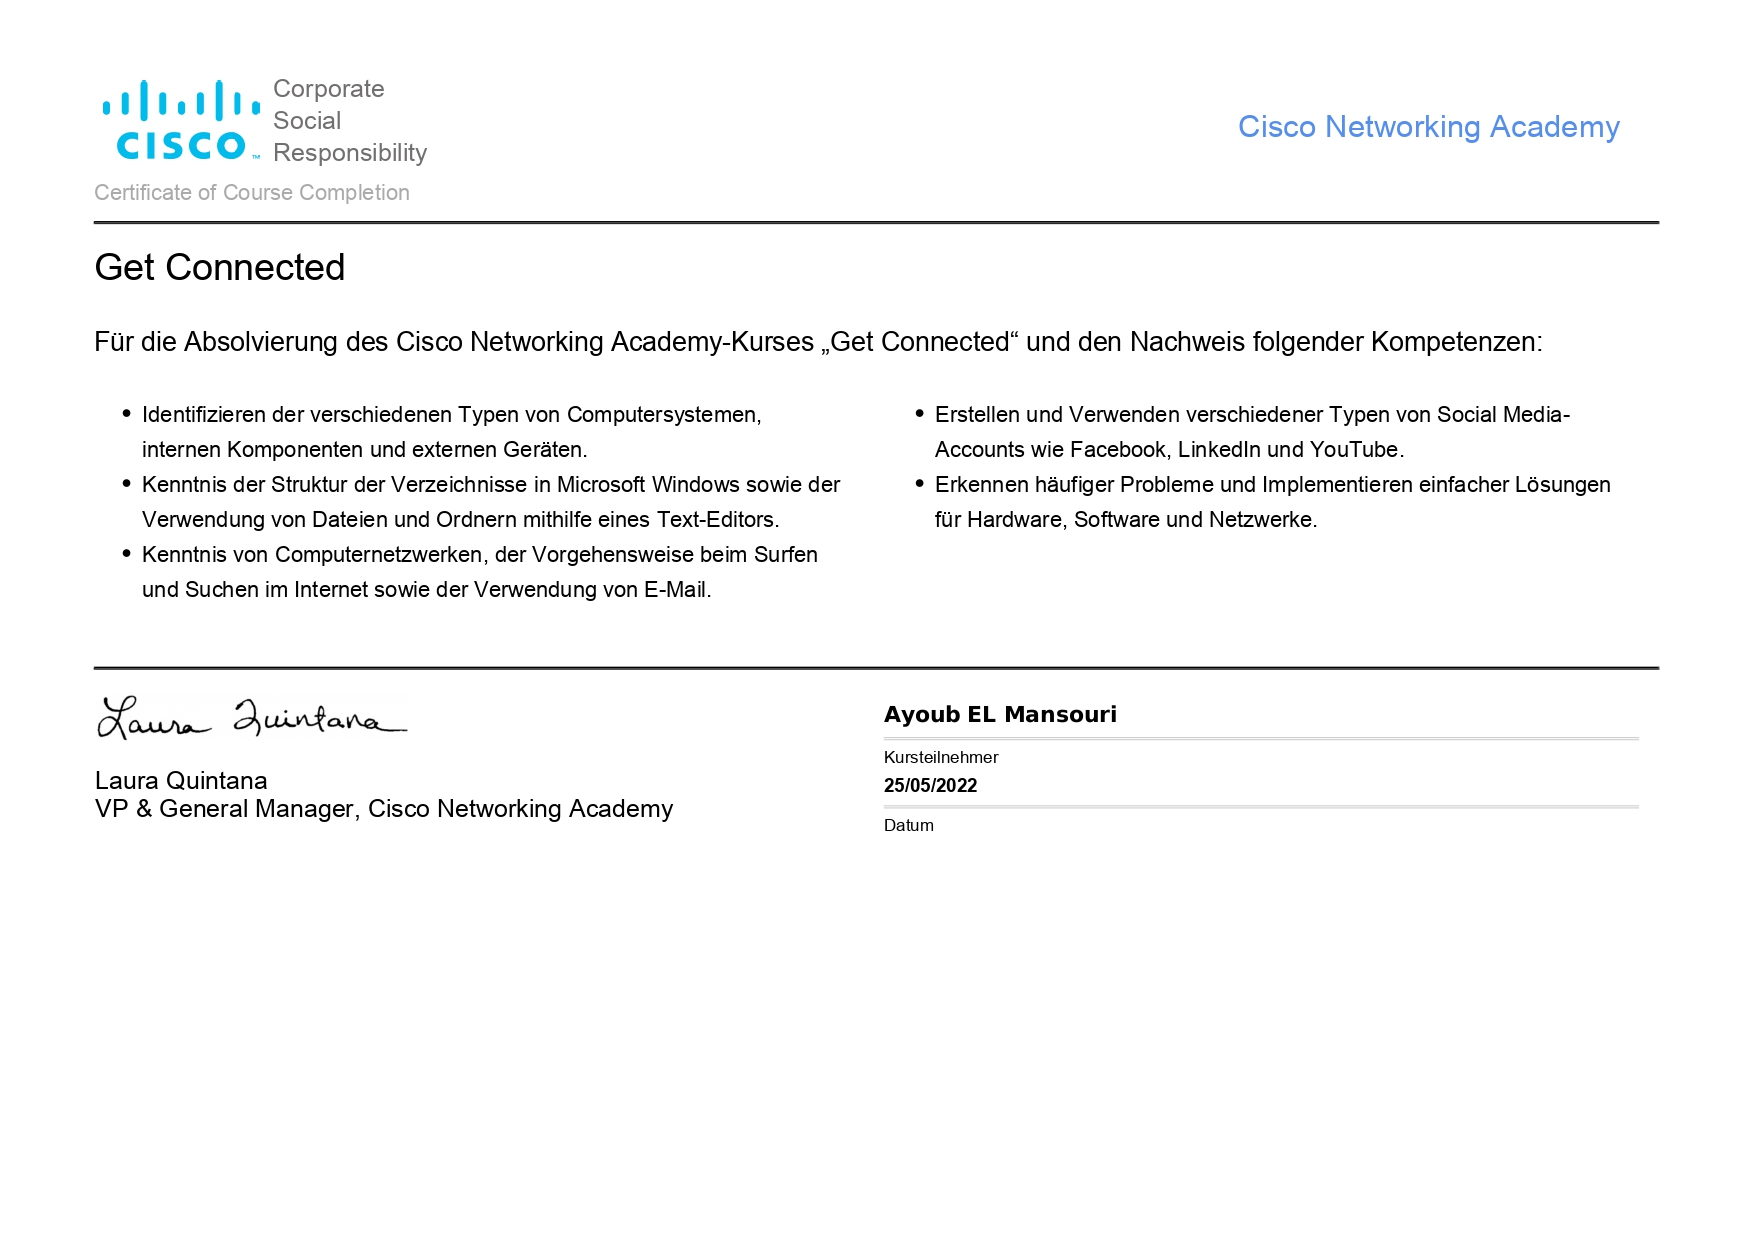 Corporate
Social
Responsibility
CISCO™
Cisco Networking Academy
Certificate of Course Completion
Get Connected
Für die Absolvierung des Cisco Networking Academy-Kurses „Get Connected“ und den Nachweis folgender Kompetenzen:
• Identifizieren der verschiedenen Typen von Computersystemen,
internen Komponenten und externen Geräten.
• Kenntnis der Struktur der Verzeichnisse in Microsoft Windows sowie der
Verwendung von Dateien und Ordnern mithilfe eines Text-Editors.
• Kenntnis von Computernetzwerken, der Vorgehensweise beim Surfen
und Suchen im Internet sowie der Verwendung von E-Mail.
• Erstellen und Verwenden verschiedener Typen von Social Media-
Accounts wie Facebook, LinkedIn und YouTube.
• Erkennen häufiger Probleme und Implementieren einfacher Lösungen
für Hardware, Software und Netzwerke.
Laura Quintana
Laura Quintana
VP & General Manager, Cisco Networking Academy
Ayoub EL Mansouri
Kursteilnehmer
25/05/2022
Datum